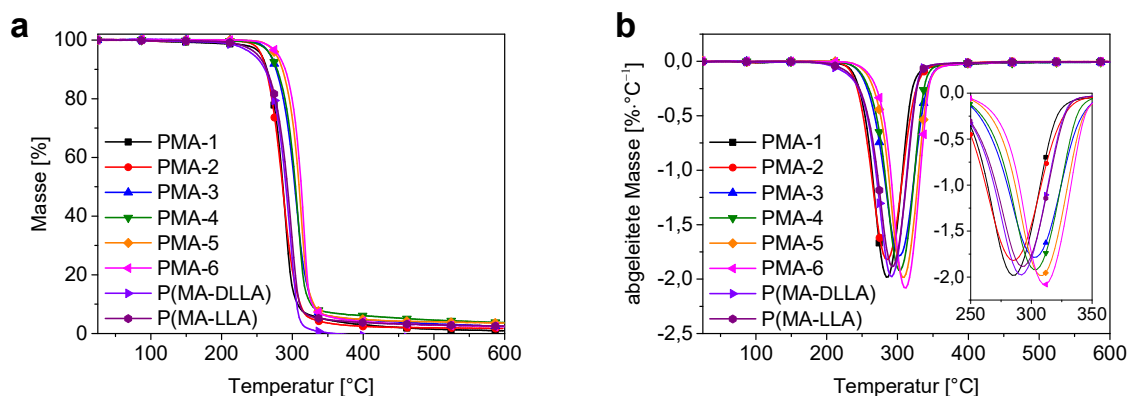 a
100
80
60
40
20
0
Masse [%]
PMA-1
PMA-2
PMA-3
PMA-4
PMA-5
PMA-6
P(MA-DLLA)
P(MA-LLA)
100 200 300 400 500 600
Temperatur [°C]
b
0,0
-0,5
-1,0
-1,5
-2,0
-2,5
abgeleitete Masse [%·°C⁻¹]
PMA-1
PMA-2
PMA-3
PMA-4
PMA-5
PMA-6
P(MA-DLLA)
P(MA-LLA)
0,0
-0,5
-1,0
-1,5
-2,0
250 300 350
100 200 300 400 500 600
Temperatur [°C]